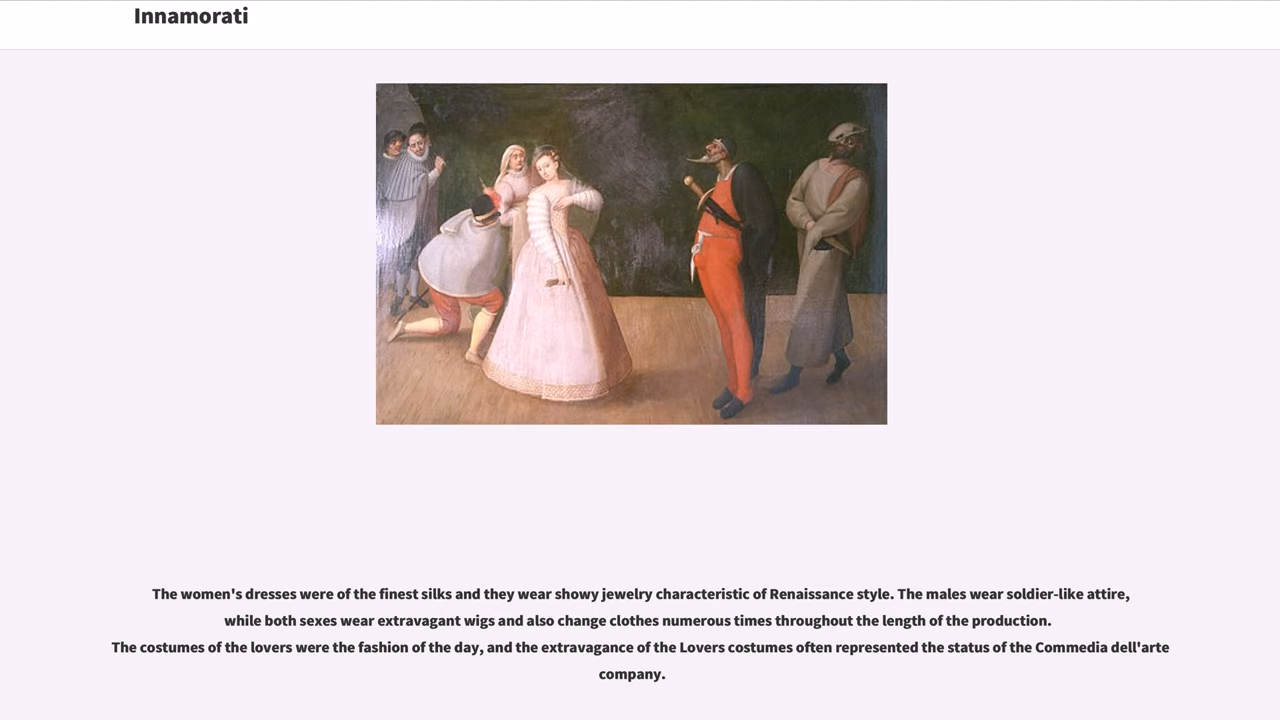 Innamorati
The women's dresses were of the finest silks and they wear showy jewelry characteristic of Renaissance style. The males wear soldier-like attire,
while both sexes wear extravagant wigs and also change clothes numerous times throughout the length of the production.
The costumes of the lovers were the fashion of the day, and the extravagance of the Lovers costumes often represented the status of the Commedia dell'arte
company.